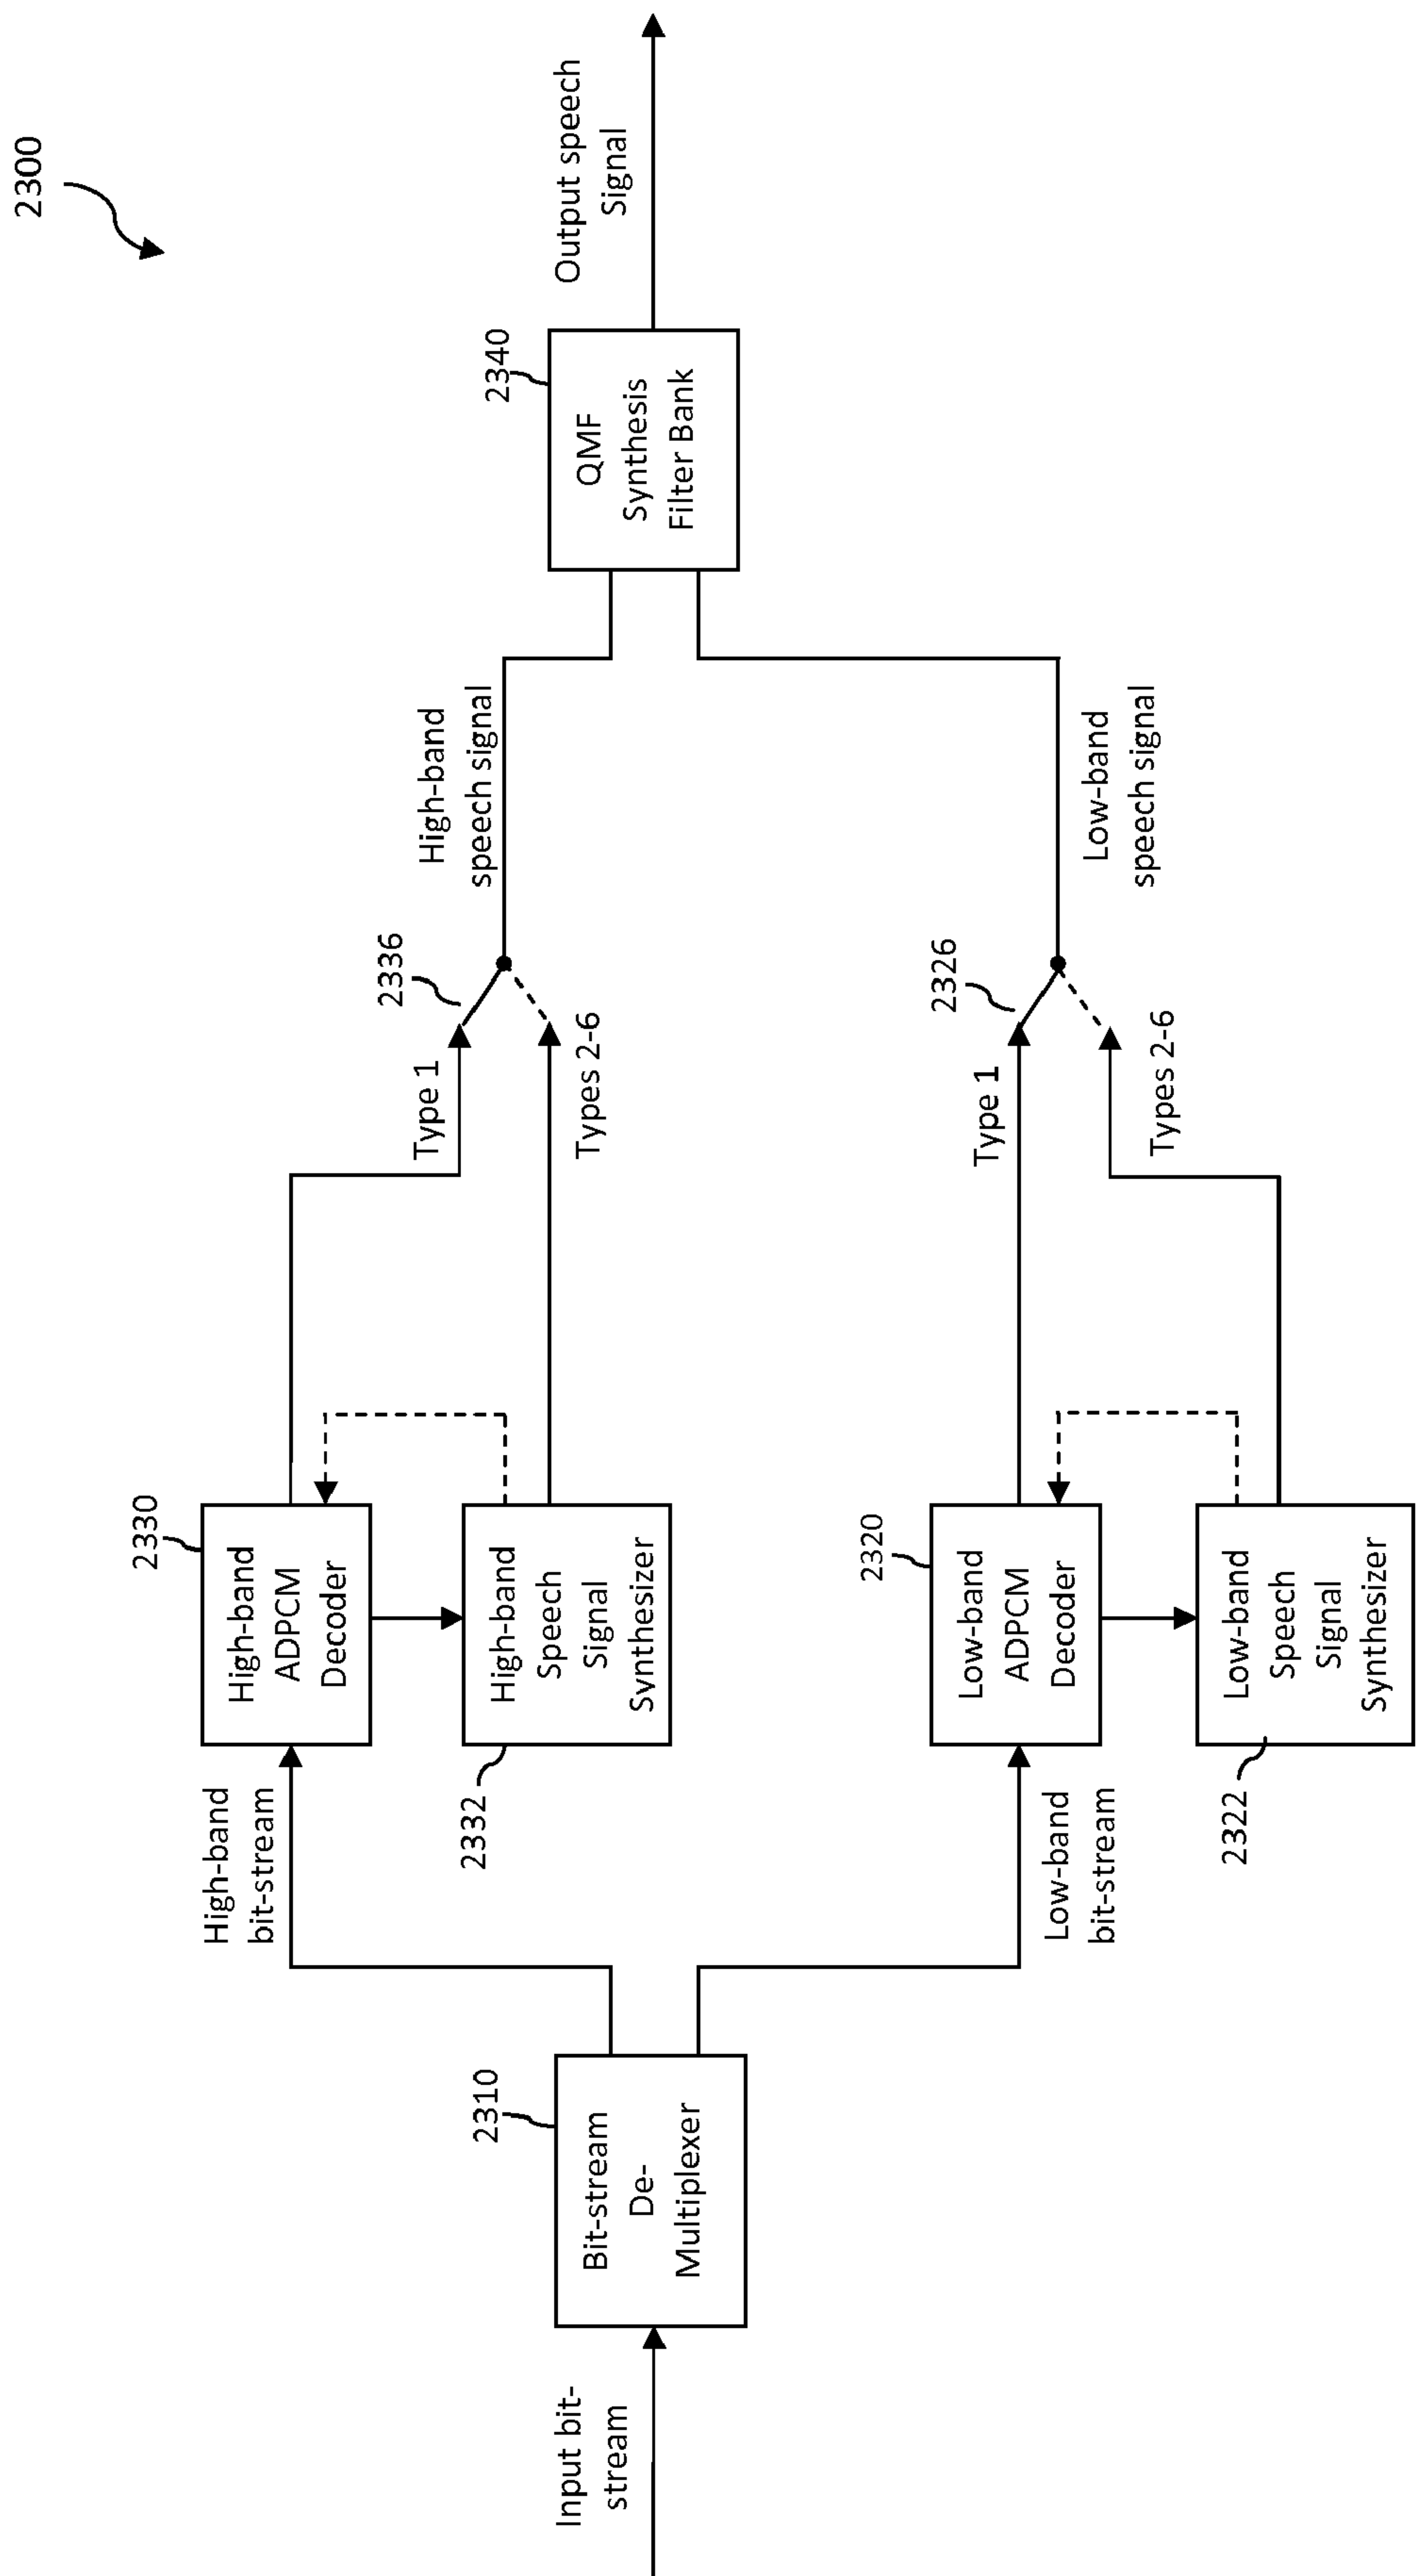 2300
Input bit-
stream
2310
Bit-stream
De-
Multiplexer
High-band
bit-stream
2330
High-band
ADPCM
Decoder
2332
High-band
Speech
Signal
Synthesizer
Type 1
Types 2-6
2336
High-band
speech signal
Low-band
bit-stream
2320
Low-band
ADPCM
Decoder
2322
Low-band
Speech
Signal
Synthesizer
Type 1
Types 2-6
2326
Low-band
speech signal
2340
QMF
Synthesis
Filter Bank
Output speech
Signal